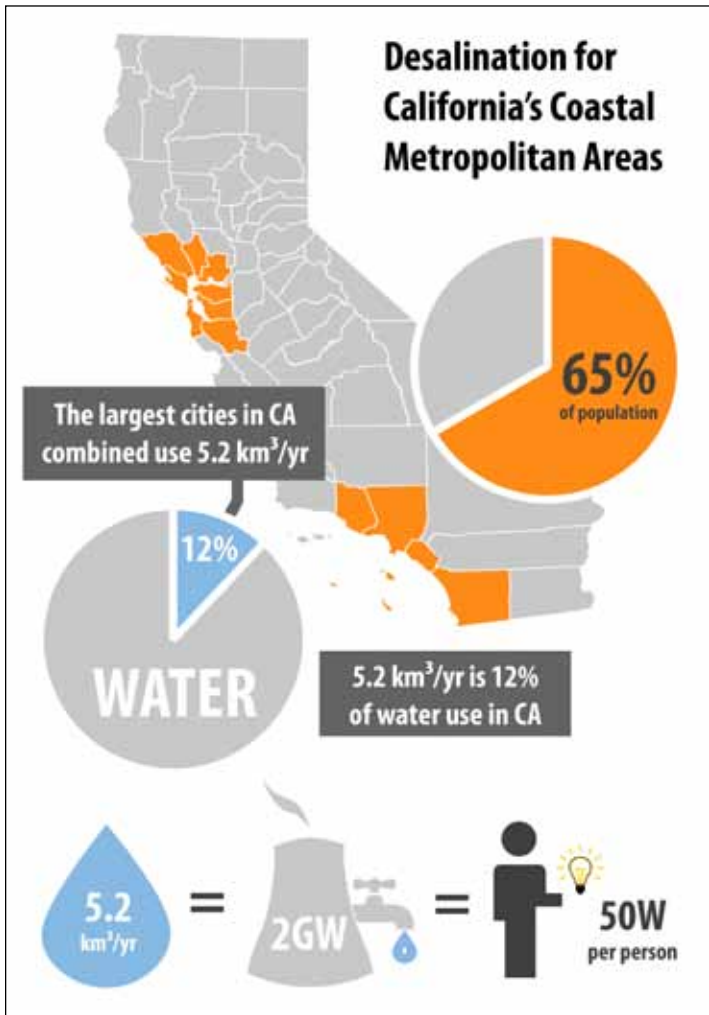 Desalination for
California's Coastal
Metropolitan Areas
65%
of population
The largest cities in CA
combined use 5.2 km³/yr
12%
WATER
5.2 km³/yr is 12%
of water use in CA
5.2
km³/yr
=
2GW
=
50W
per person